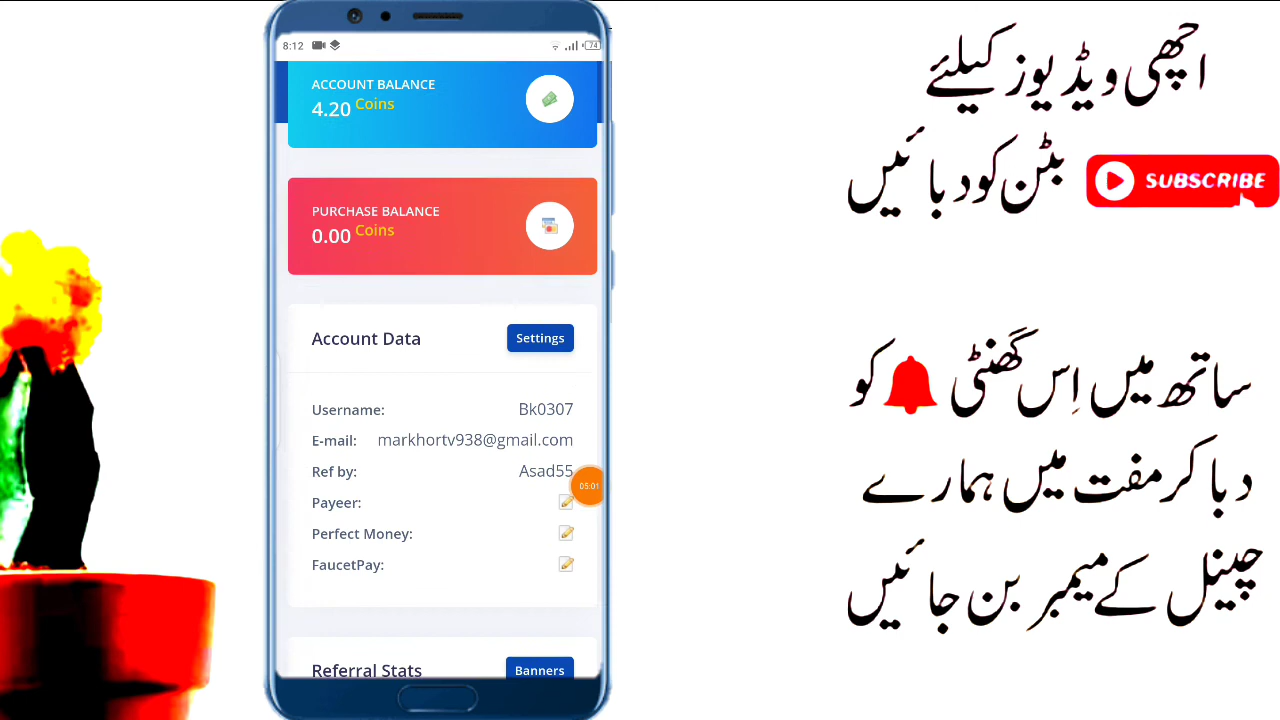 8:12
74
ACCOUNT BALANCE
4.20 Coins
PURCHASE BALANCE
0.00 Coins
Account Data
Settings
Username: Bk0307
E-mail: markhortv938@gmail.com
Ref by: Asad55
05:01
Payeer:
Perfect Money:
FaucetPay:
Referral Stats
Banners
اچھی ویڈیوز کیلئے
SUBSCRIBE بٹن کو دبائیں
ساتھ میں اِس گھنٹی کو
دبا کر مفت میں ہمارے
چینل کے میمبر بن جائیں